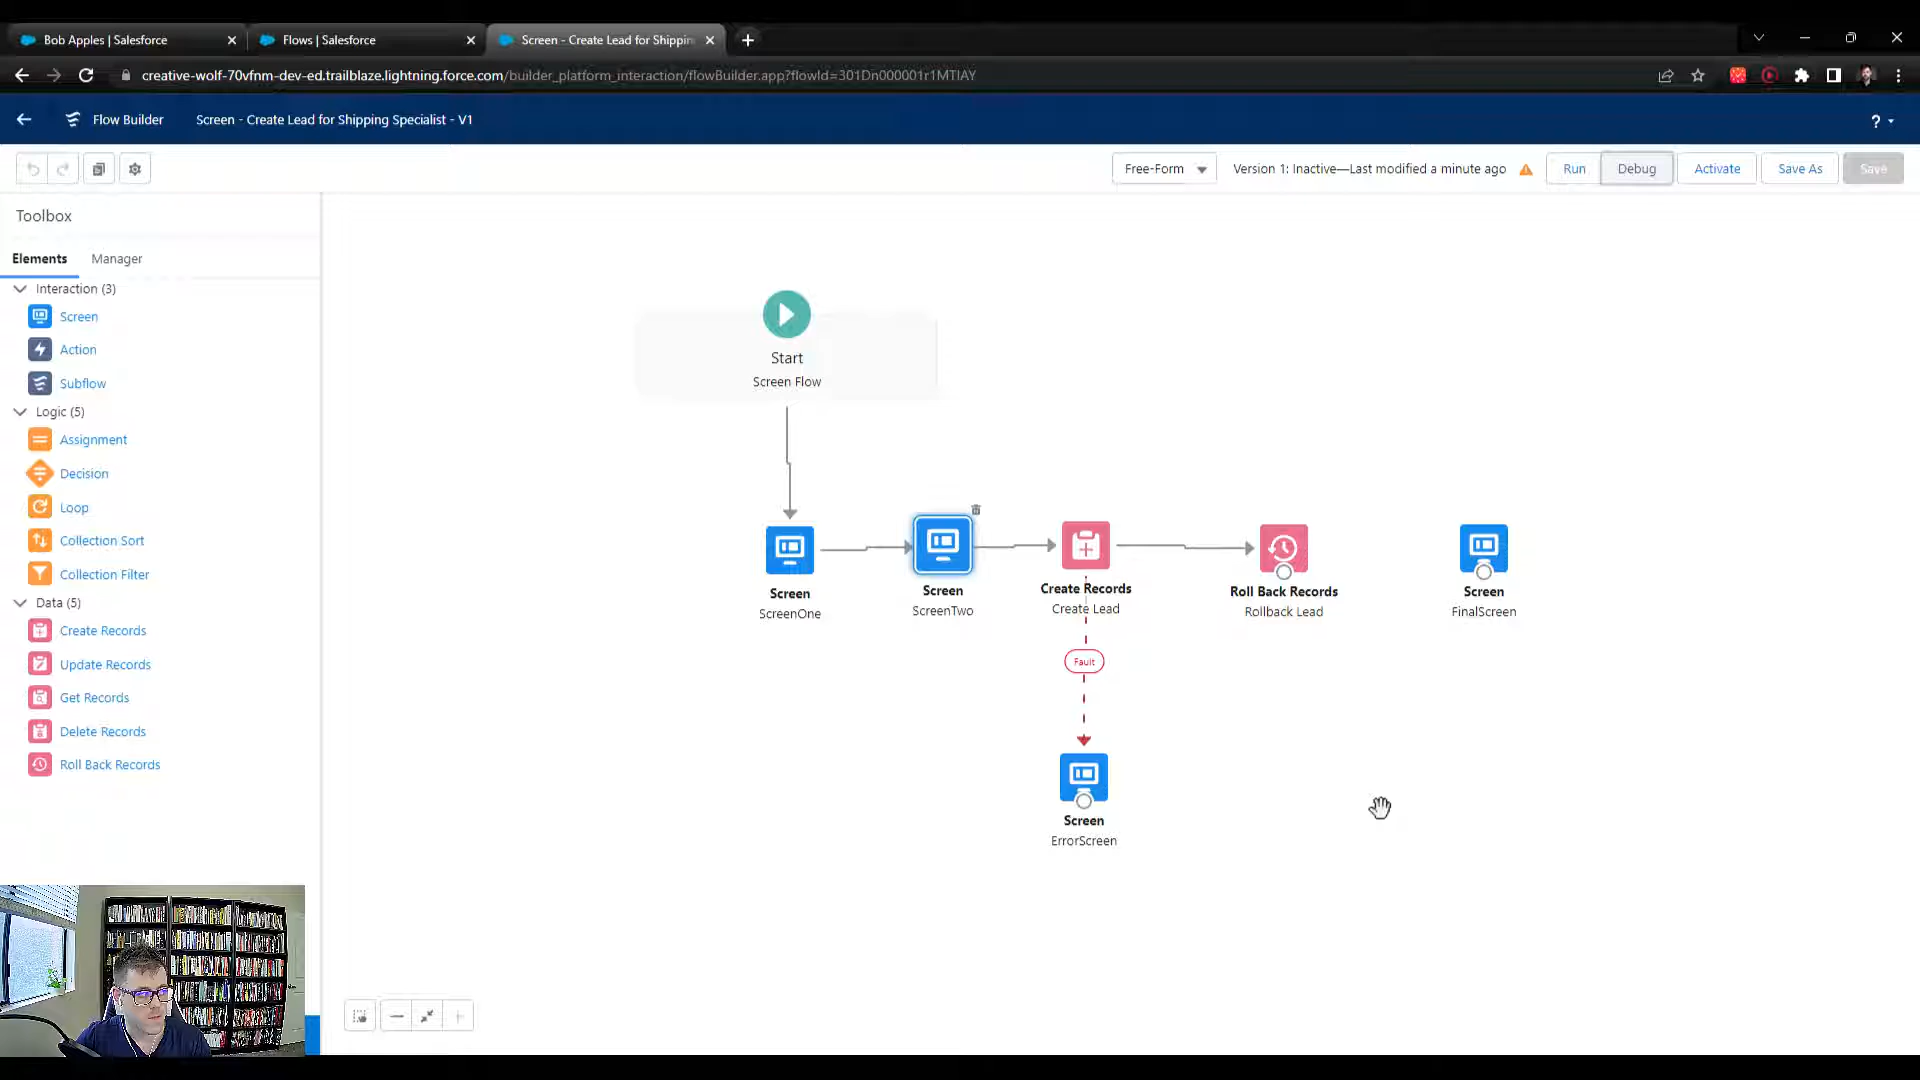 Bob Apples | Salesforce
Flows | Salesforce
Screen - Create Lead for Shippin
creative-wolf-70vfnm-dev-ed.trailblaze.lightning.force.com/builder_platform_interaction/flowBuilder.app?flowId=301Dn000001r1MTIAY
Flow Builder
Screen - Create Lead for Shipping Specialist - V1
?
Free-Form
Version 1: Inactive—Last modified a minute ago
Run
Debug
Activate
Save As
Save
Toolbox
Elements
Manager
Interaction (3)
Screen
Action
Subflow
Logic (5)
Assignment
Decision
Loop
Collection Sort
Collection Filter
Data (5)
Create Records
Update Records
Get Records
Delete Records
Roll Back Records
Start
Screen Flow
Screen
ScreenOne
Screen
ScreenTwo
Create Records
Create Lead
Roll Back Records
Rollback Lead
Screen
FinalScreen
Fault
Screen
ErrorScreen